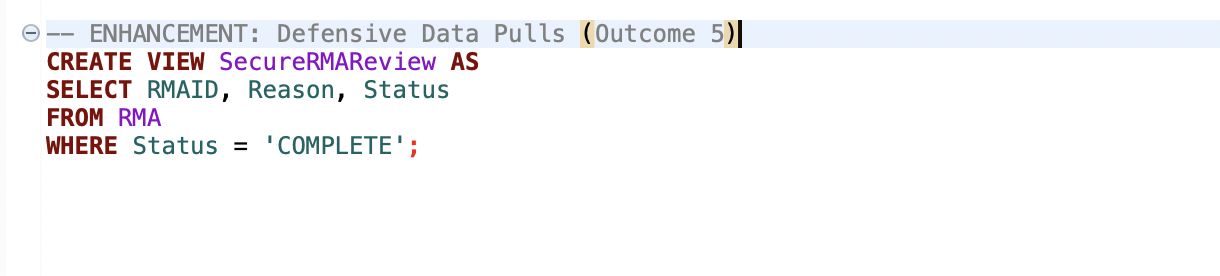 -- ENHANCEMENT: Defensive Data Pulls (Outcome 5)
CREATE VIEW SecureRMAReview AS
SELECT RMAID, Reason, Status
FROM RMA
WHERE Status = 'COMPLETE';